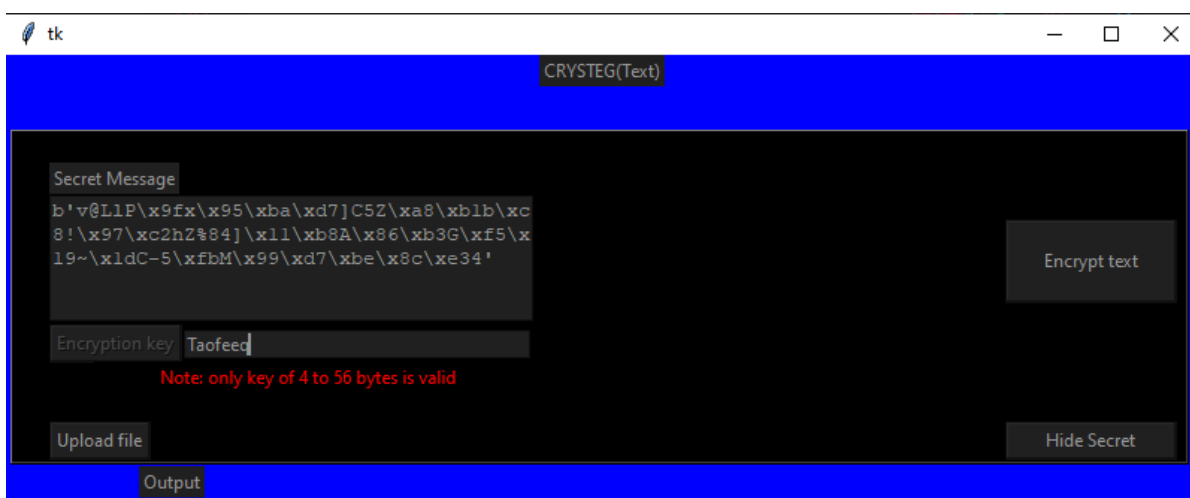 tk
CRYSTEG(Text)
Secret Message
b'v@LlP\x9fx\x95\xba\xd7]C5Z\xa8\xb1b\xc
8!\x97\xc2hZ%84]\x11\xb8A\x86\xb3G\xf5\x
19~\x1dC-5\xfbM\x99\xd7\xbe\x8c\xe34'
Encrypt text
Encryption key
Taofeeq
Note: only key of 4 to 56 bytes is valid
Upload file
Hide Secret
Output